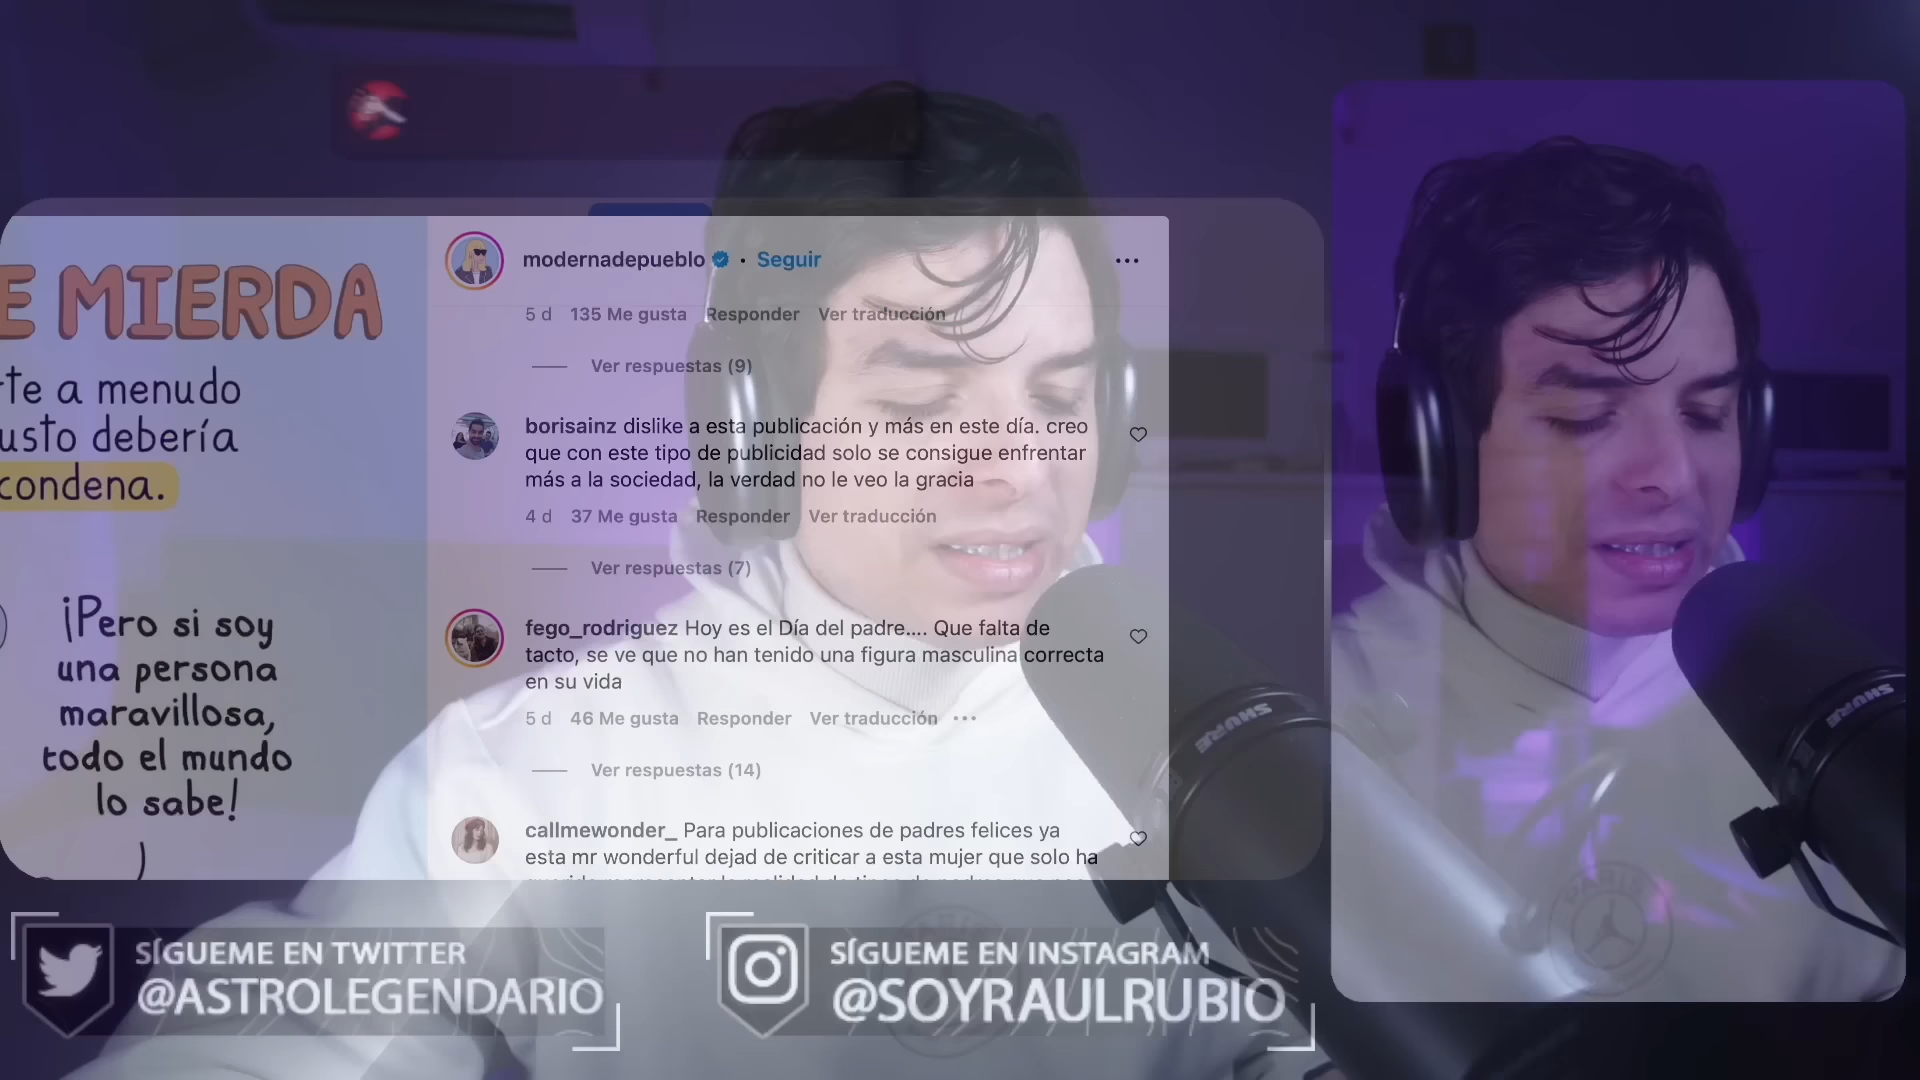 E MIERDA
rte a menudo
usto debería
condena.
¡Pero si soy
una persona
maravillosa,
todo el mundo
lo sabe!
modernadepueblo • Seguir
5 d 135 Me gusta Responder Ver traducción
Ver respuestas (9)
borisainz dislike a esta publicación y más en este día. creo
que con este tipo de publicidad solo se consigue enfrentar
más a la sociedad, la verdad no le veo la gracia
4 d 37 Me gusta Responder Ver traducción
Ver respuestas (7)
fego_rodriguez Hoy es el Día del padre.... Que falta de
tacto, se ve que no han tenido una figura masculina correcta
en su vida
5 d 46 Me gusta Responder Ver traducción ...
Ver respuestas (14)
callmewonder_ Para publicaciones de padres felices ya
esta mr wonderful dejad de criticar a esta mujer que solo ha
SHURE
SHURE
SÍGUEME EN TWITTER
@ASTROLEGENDARIO
SÍGUEME EN INSTAGRAM
@SOYRAULRUBIO